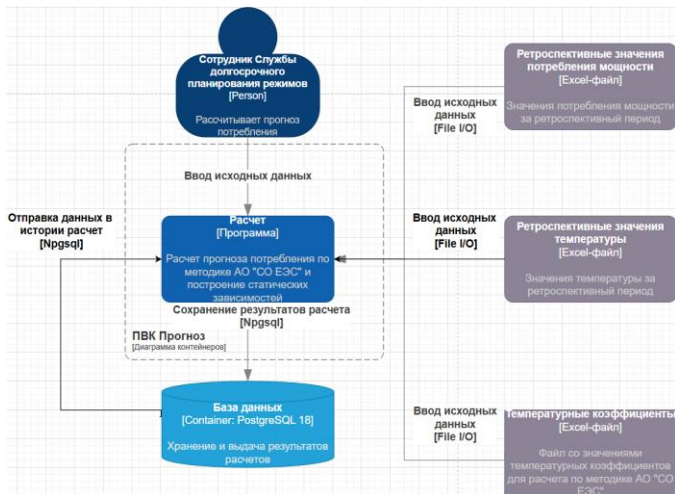 Сотрудник Службы
долгосрочного
планирования режимов
[Person]
Рассчитывает прогноз
потребления
Ввод исходных данных
Отправка данных в
истории расчет
[Npgsql]
Расчет
[Программа]
Расчет прогноза потребления по
методике АО "СО ЕЭС" и
построение статических
зависимостей
Сохранение результатов расчета
[Npgsql]
ПВК Прогноз
[Диаграмма контейнеров]
База данных
[Container: PostgreSQL 18]
Хранение и выдача результатов
расчетов
Ввод исходных
данных
[File I/O]
Ретроспективные значения
потребления мощности
[Excel-файл]
Значения потребления мощности
за ретроспективный период
Ввод исходных
данных
[File I/O]
Ретроспективные значения
температуры
[Excel-файл]
Значения температуры за
ретроспективный период
Ввод исходных
данных
[File I/O]
Температурные коэффициенты
[Excel-файл]
Файл со значениями
температурных коэффициентов
для расчета по методике АО "СО
ЕЭС"